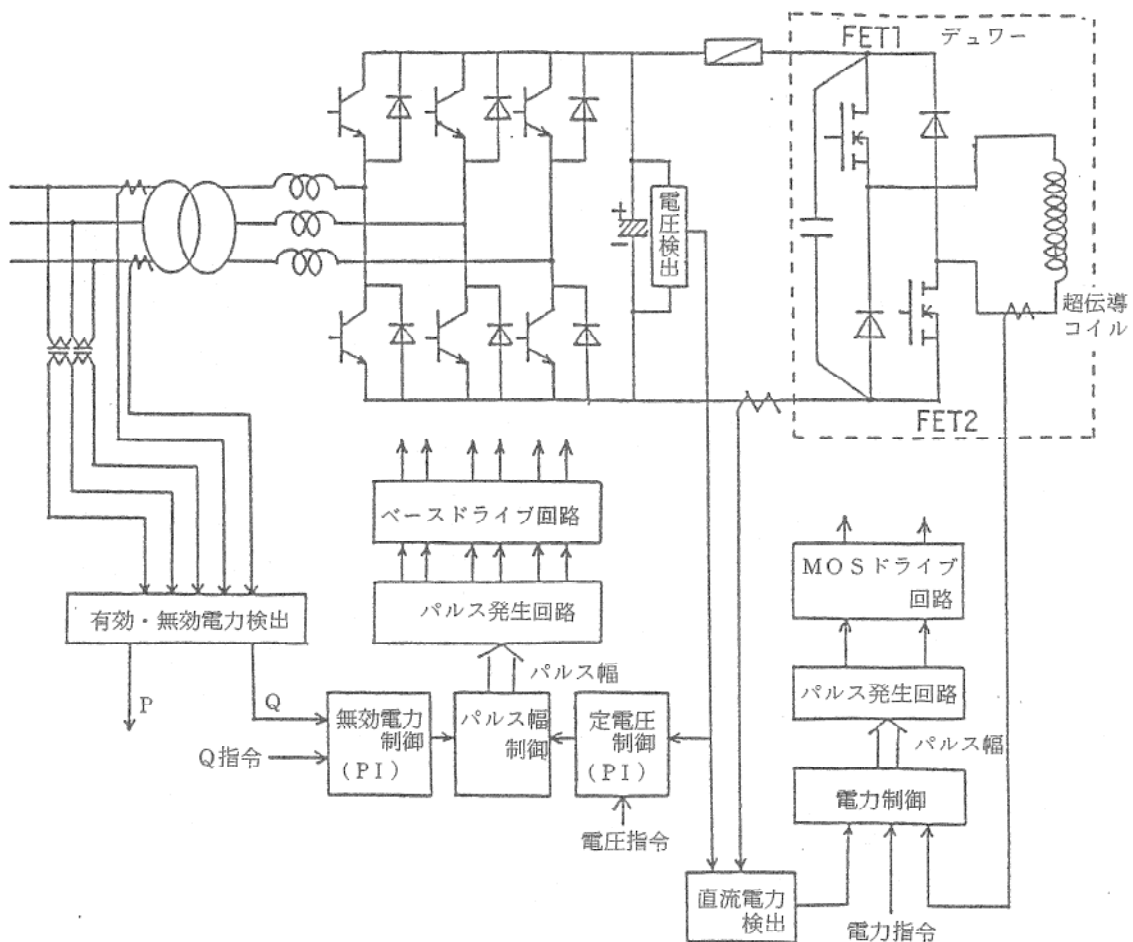 FET1
デュワー
電圧検出
+
−
超伝導
コイル
FET2
ベースドライブ回路
MOSドライブ
回路
有効・無効電力検出
パルス発生回路
パルス発生回路
パルス幅
P
Q
無効電力
制御
(PI)
パルス幅
制御
定電圧
制御
(PI)
パルス幅
Q指令
電力制御
電圧指令
直流電力
検出
電力指令